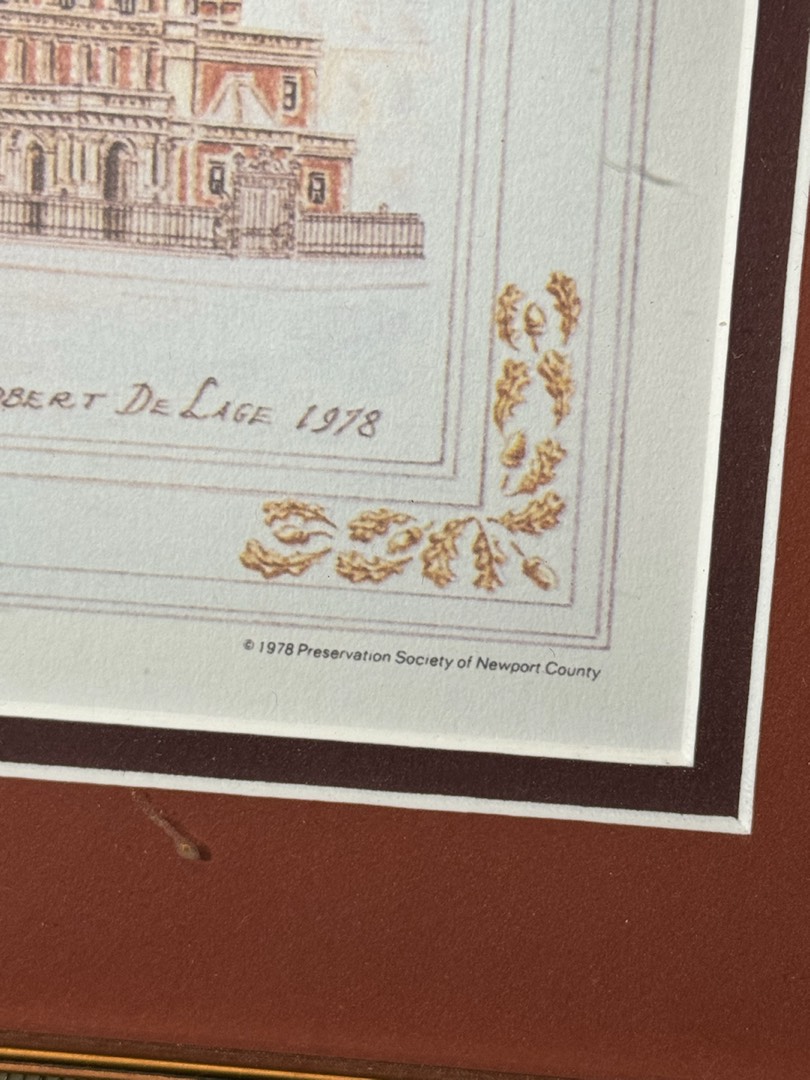 DE LAGE 1978
© 1978 Preservation Society of Newport County